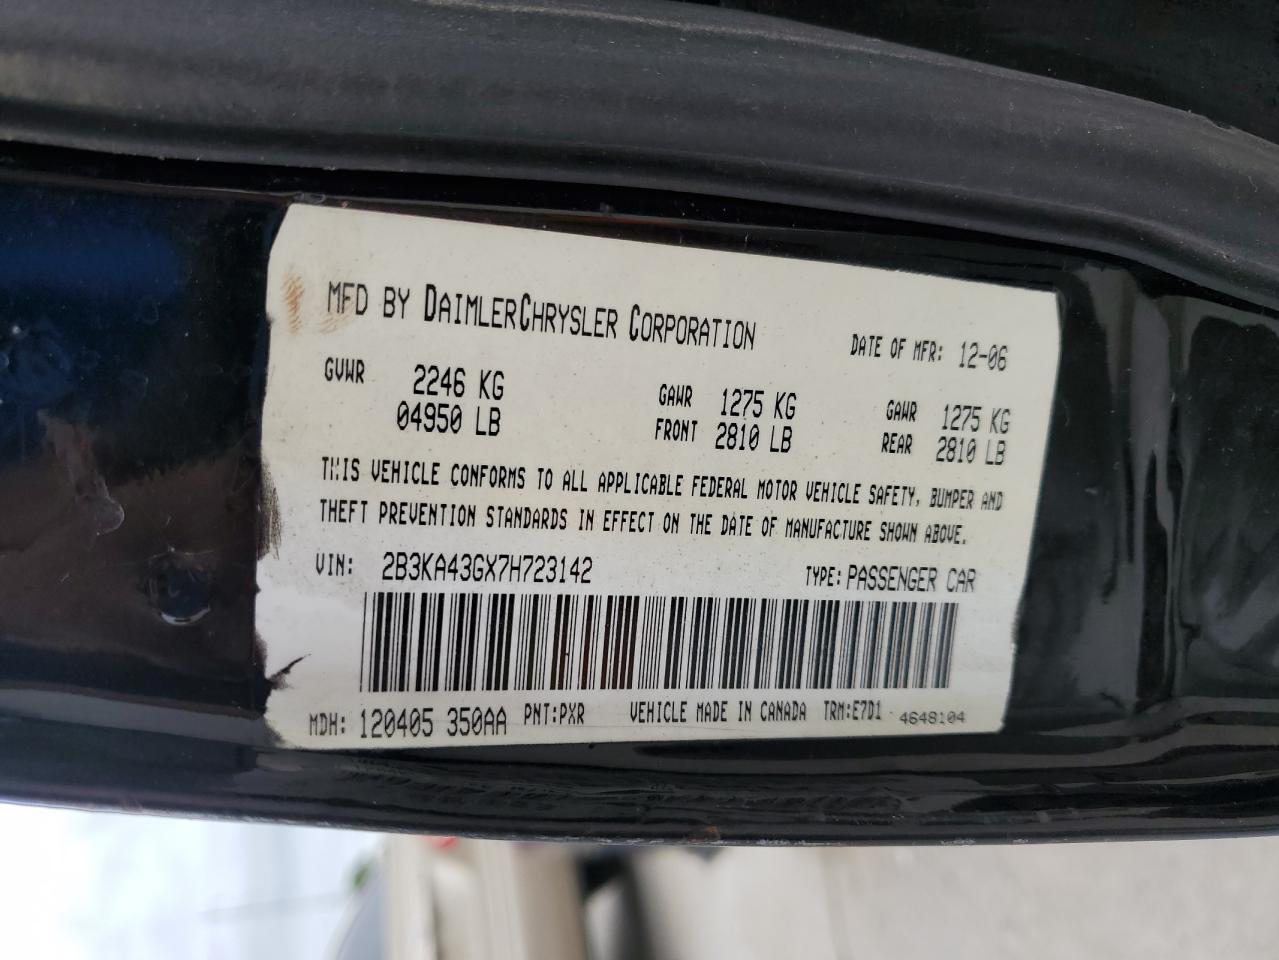 MFD BY DAIMLERCHRYSLER CORPORATION DATE OF MFR: 12-06
GVWR 2246 KG GAWR 1275 KG GAWR 1275 KG
04950 LB FRONT 2810 LB REAR 2810 LB
THIS VEHICLE CONFORMS TO ALL APPLICABLE FEDERAL MOTOR VEHICLE SAFETY, BUMPER AND
THEFT PREVENTION STANDARDS IN EFFECT ON THE DATE OF MANUFACTURE SHOWN ABOVE.
VIN: 2B3KA43GX7H723142 TYPE: PASSENGER CAR
MDH: 120405 350AA PNT:PXR VEHICLE MADE IN CANADA TRM:E7D1 4648104